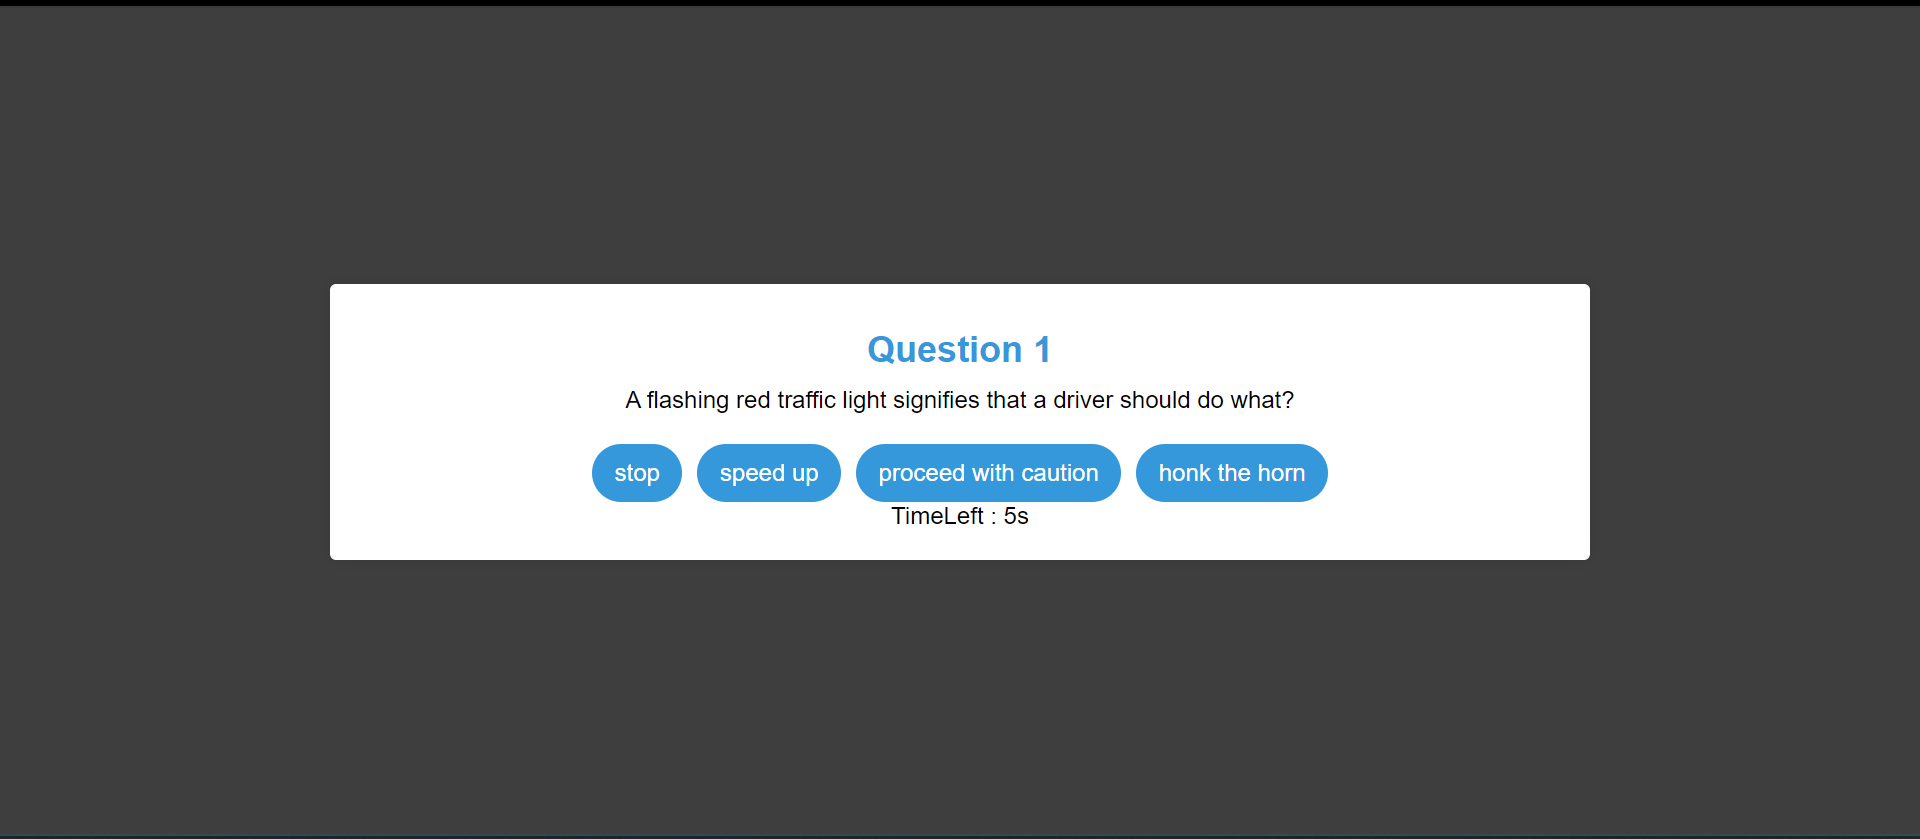 Question 1
A flashing red traffic light signifies that a driver should do what?
stop speed up proceed with caution honk the horn
TimeLeft : 5s